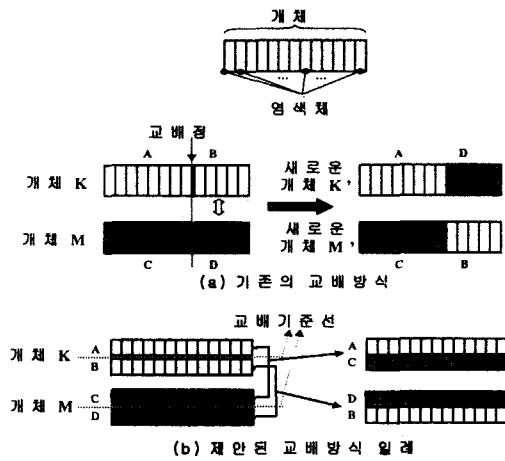 개체
... ...
염색체
교배점
A B
개체 K
개체 M
C D
새로운
개체 K'
새로운
개체 M'
A D
C B
(a) 기존의 교배방식
교배기준선
개체 K
A
B
개체 M
C
D
A
C
D
B
(b) 제안된 교배방식 일례